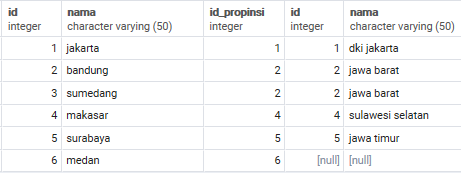 id nama id_propinsi id nama
integer character varying (50) integer integer character varying (50)
1 jakarta 1 1 dki jakarta
2 bandung 2 2 jawa barat
3 sumedang 2 2 jawa barat
4 makasar 4 4 sulawesi selatan
5 surabaya 5 5 jawa timur
6 medan 6 [null] [null]